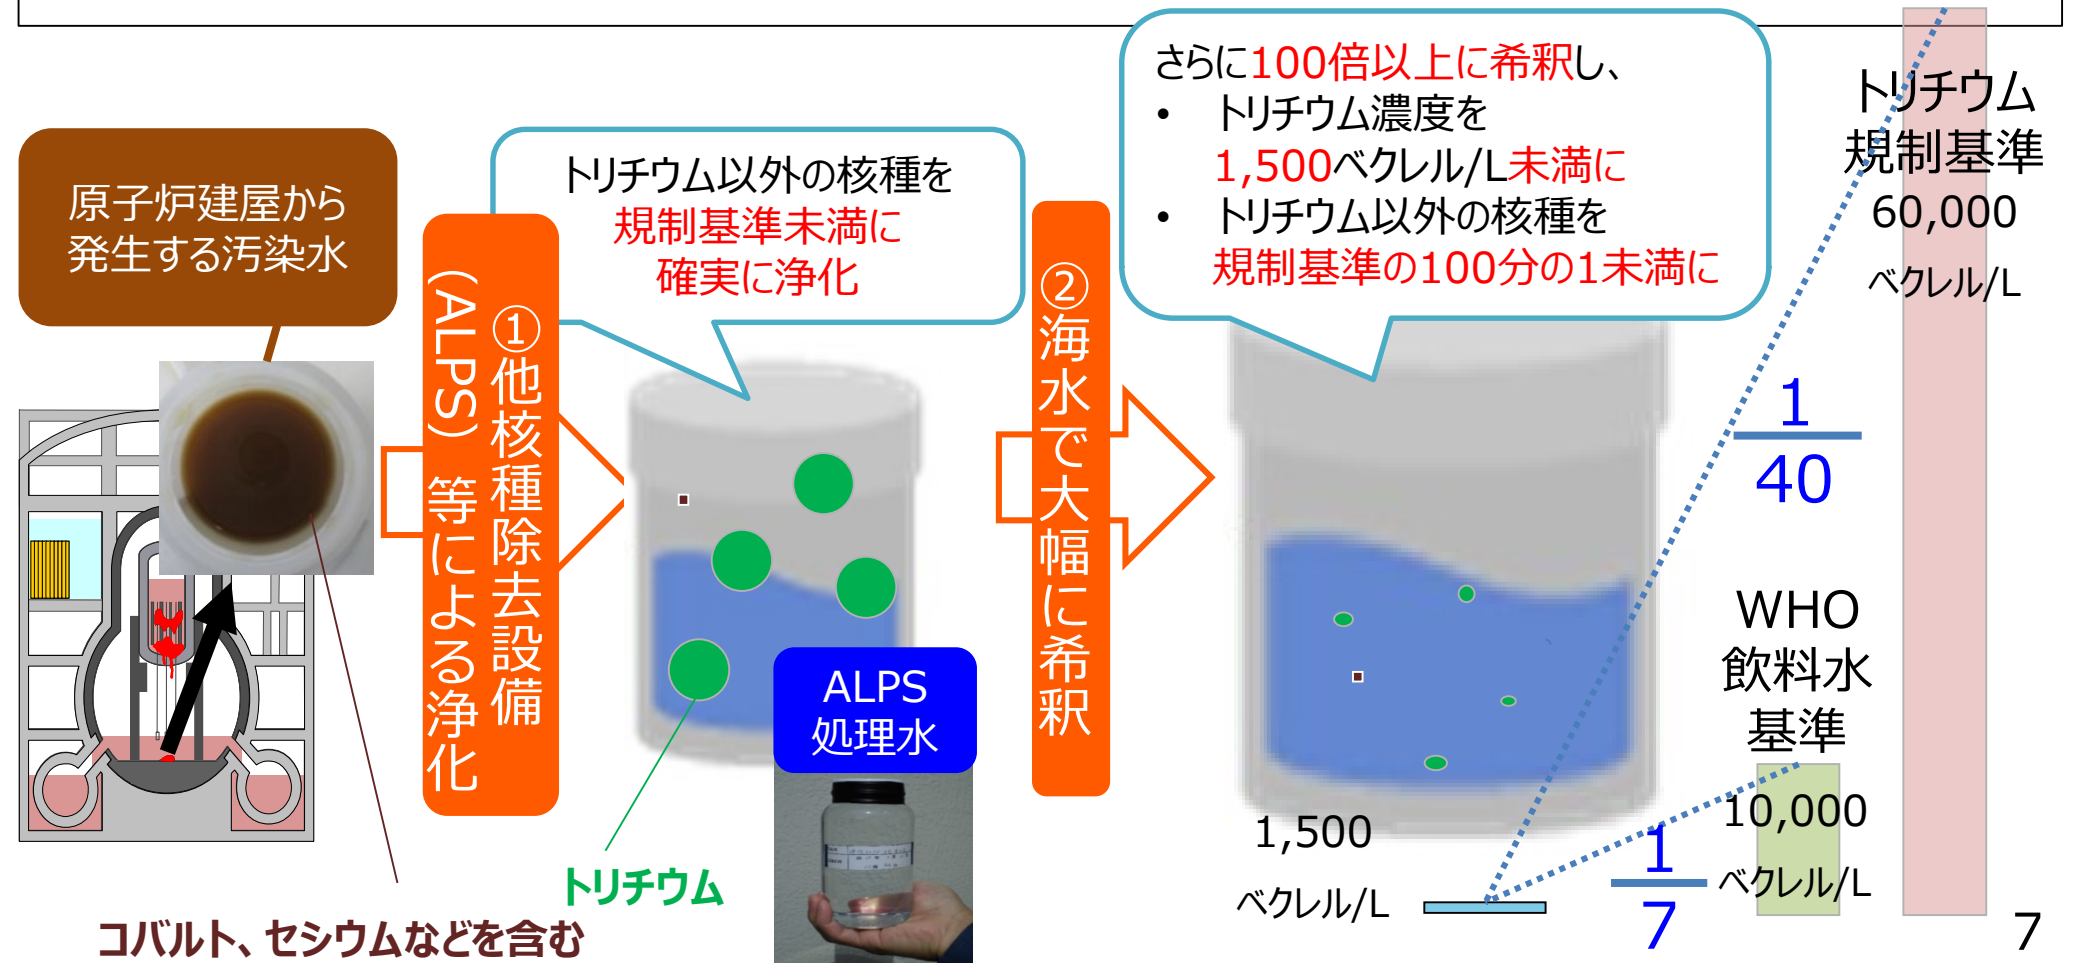 原子炉建屋から
発生する汚染水
①他核種除去設備
(ALPS) 等による浄化
トリチウム以外の核種を
規制基準未満に
確実に浄化
②海水で大幅に希釈
さらに100倍以上に希釈し、
• トリチウム濃度を
1,500ベクレル/L未満に
• トリチウム以外の核種を
規制基準の100分の1未満に
トリチウム
規制基準
60,000
ベクレル/L
1
40
WHO
飲料水
基準
10,000
ベクレル/L
1
7
1,500
ベクレル/L
ALPS
処理水
トリチウム
コバルト、セシウムなどを含む
7